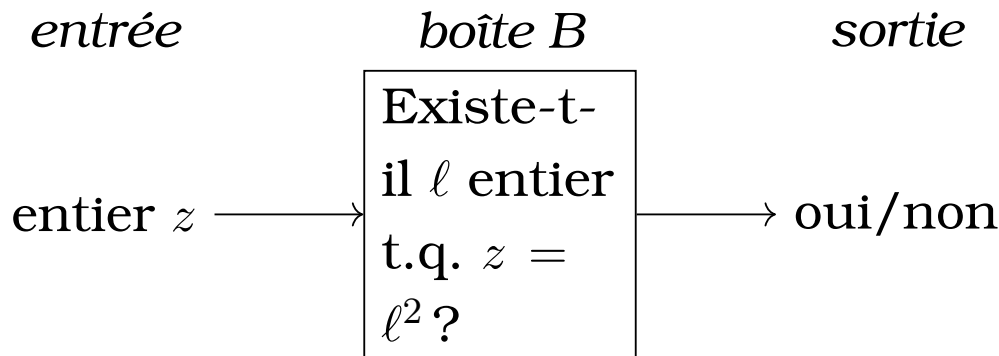 entrée boîte B sortie
Existe-t-
il ℓ entier
entier z t.q. z = oui/non
ℓ² ?